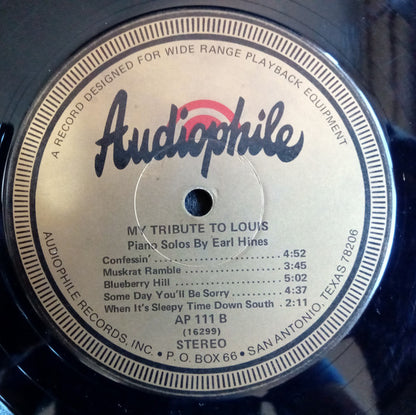 A RECORD DESIGNED FOR WIDE RANGE PLAYBACK EQUIPMENT
Audiophile
MY TRIBUTE TO LOUIS
Piano Solos By Earl Hines
Confessin' ........................ 4:52
Muskrat Ramble ................ 3:45
Blueberry Hill .................... 5:02
Some Day You'll Be Sorry ........ 4:37
When It's Sleepy Time Down South .. 2:11
AP 111 B
(16299)
STEREO
AUDIOPHILE RECORDS, INC. • P.O. BOX 66 • SAN ANTONIO, TEXAS 78206